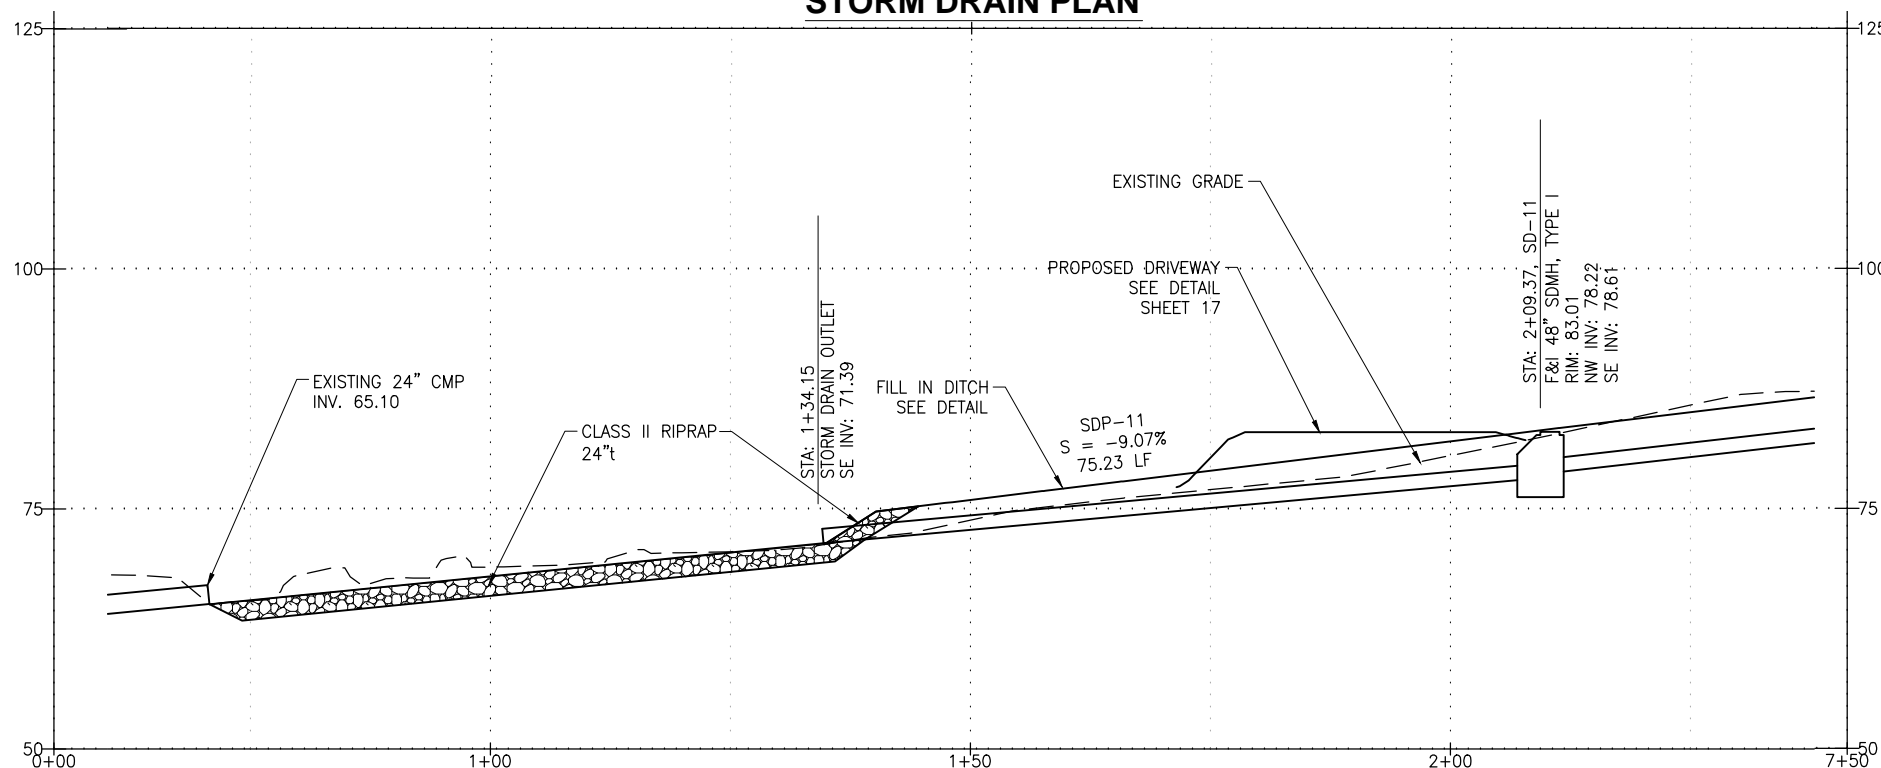 STORM DRAIN PLAN
125
125
100
100
75
75
50
50
0+00
1+00
1+50
2+00
7+50
EXISTING 24” CMP
INV. 65.10
CLASS II RIPRAP
24”t
STA: 1+34.15
STORM DRAIN OUTLET
SE INV: 71.39
FILL IN DITCH
SEE DETAIL
SDP-11
S = -9.07%
75.23 LF
EXISTING GRADE
PROPOSED DRIVEWAY
SEE DETAIL
SHEET 17
STA: 2+09.37, SD-11
F&I 48” SDMH, TYPE I
RIM: 83.01
NW INV: 78.22
SE INV: 78.61